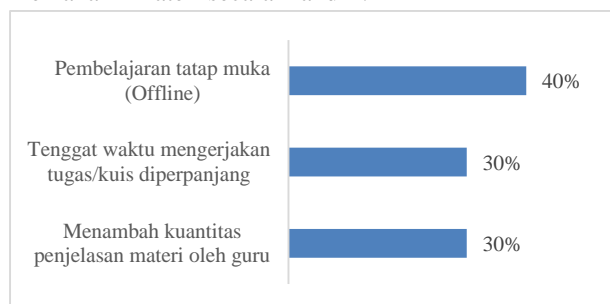 Pembelajaran tatap muka
(Offline)
40%
Tenggat waktu mengerjakan
tugas/kuis diperpanjang
30%
Menambah kuantitas
penjelasan materi oleh guru
30%